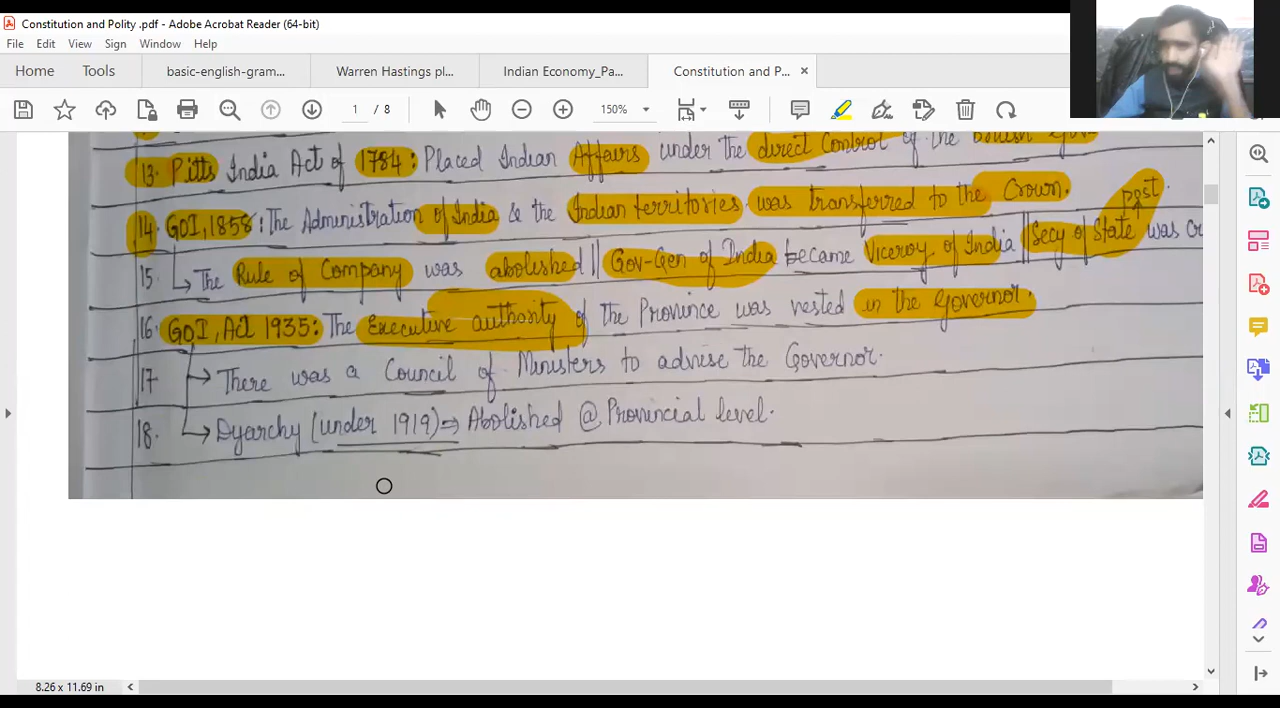 Constitution and Polity .pdf - Adobe Acrobat Reader (64-bit)
File Edit View Sign Window Help
Home Tools basic-english-gram... Warren Hastings pl... Indian Economy_Pa... Constitution and P... ×
1 / 8 150%
13. Pitts India Act of 1784: Placed Indian Affairs under the direct Control of the British Gov
14. GOI, 1858: The Administration of India & the Indian territories was transferred to the Crown.
post.
15. The Rule of Company was abolished || Gov-Gen of India became Viceroy of India || Secy of State was cr
16. GOI, Act 1935: The Executive authority of the Province was vested in the Governor.
17 There was a Council of Ministers to advise the Governor.
18. Dyarchy (under 1919) ⇒ Abolished @ Provincial level.
8.26 x 11.69 in